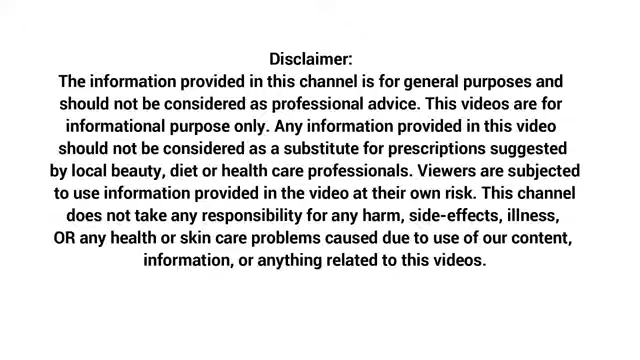 Disclaimer:
The information provided in this channel is for general purposes and
should not be considered as professional advice. This videos are for
informational purpose only. Any information provided in this video
should not be considered as a substitute for prescriptions suggested
by local beauty, diet or health care professionals. Viewers are subjected
to use information provided in the video at their own risk. This channel
does not take any responsibility for any harm, side-effects, illness,
OR any health or skin care problems caused due to use of our content,
information, or anything related to this videos.